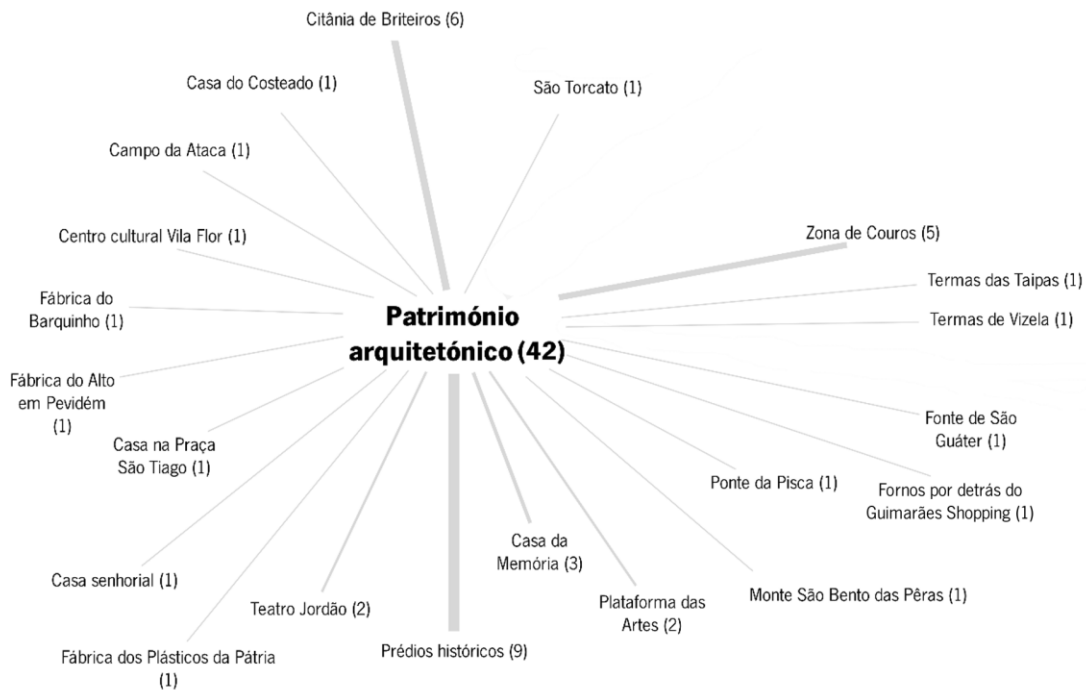 Citânia de Briteiros (6)
Casa do Costeado (1)
São Torcato (1)
Campo da Ataca (1)
Centro cultural Vila Flor (1)
Zona de Couros (5)
Termas das Taipas (1)
Fábrica do
Barquinho (1)
Património
arquitetónico (42)
Termas de Vizela (1)
Fábrica do Alto
em Pevidém
(1)
Fonte de São
Guáter (1)
Casa na Praça
São Tiago (1)
Ponte da Pisca (1)
Fornos por detrás do
Guimarães Shopping (1)
Casa da
Memória (3)
Casa senhorial (1)
Teatro Jordão (2)
Plataforma das
Artes (2)
Monte São Bento das Pêras (1)
Fábrica dos Plásticos da Pátria
(1)
Prédios históricos (9)